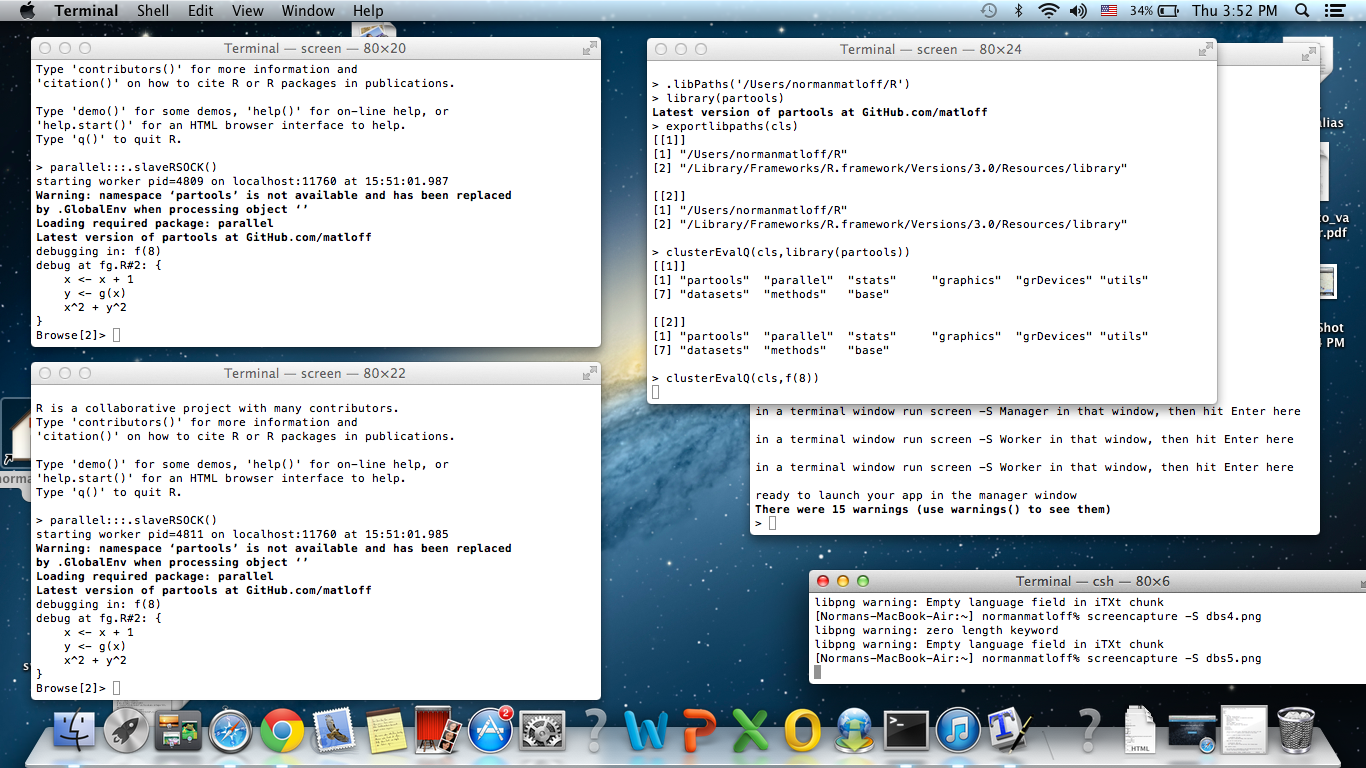 Terminal Shell Edit View Window Help 34% Thu 3:52 PM
Terminal — screen — 80×20
Type 'contributors()' for more information and
'citation()' on how to cite R or R packages in publications.
Type 'demo()' for some demos, 'help()' for on-line help, or
'help.start()' for an HTML browser interface to help.
Type 'q()' to quit R.
> parallel:::.slaveRSOCK()
starting worker pid=4809 on localhost:11760 at 15:51:01.987
Warning: namespace ‘partools’ is not available and has been replaced
by .GlobalEnv when processing object ‘’
Loading required package: parallel
Latest version of partools at GitHub.com/matloff
debugging in: f(8)
debug at fg.R#2: {
x <- x + 1
y <- g(x)
x^2 + y^2
}
Browse[2]>
Terminal — screen — 80×22
R is a collaborative project with many contributors.
Type 'contributors()' for more information and
'citation()' on how to cite R or R packages in publications.
Type 'demo()' for some demos, 'help()' for on-line help, or
'help.start()' for an HTML browser interface to help.
Type 'q()' to quit R.
> parallel:::.slaveRSOCK()
starting worker pid=4811 on localhost:11760 at 15:51:01.985
Warning: namespace ‘partools’ is not available and has been replaced
by .GlobalEnv when processing object ‘’
Loading required package: parallel
Latest version of partools at GitHub.com/matloff
debugging in: f(8)
debug at fg.R#2: {
x <- x + 1
y <- g(x)
x^2 + y^2
}
Browse[2]>
Terminal — screen — 80×24
> .libPaths('/Users/normanmatloff/R')
> library(partools)
Latest version of partools at GitHub.com/matloff
> exportlibpaths(cls)
[[1]]
[1] "/Users/normanmatloff/R"
[2] "/Library/Frameworks/R.framework/Versions/3.0/Resources/library"
[[2]]
[1] "/Users/normanmatloff/R"
[2] "/Library/Frameworks/R.framework/Versions/3.0/Resources/library"
> clusterEvalQ(cls,library(partools))
[[1]]
[1] "partools" "parallel" "stats" "graphics" "grDevices" "utils"
[7] "datasets" "methods" "base"
[[2]]
[1] "partools" "parallel" "stats" "graphics" "grDevices" "utils"
[7] "datasets" "methods" "base"
> clusterEvalQ(cls,f(8))
in a terminal window run screen -S Manager in that window, then hit Enter here
in a terminal window run screen -S Worker in that window, then hit Enter here
in a terminal window run screen -S Worker in that window, then hit Enter here
ready to launch your app in the manager window
There were 15 warnings (use warnings() to see them)
>
Terminal — csh — 80×6
libpng warning: Empty language field in iTXt chunk
[Normans-MacBook-Air:~] normanmatloff% screencapture -S dbs4.png
libpng warning: zero length keyword
libpng warning: Empty language field in iTXt chunk
[Normans-MacBook-Air:~] normanmatloff% screencapture -S dbs5.png
2
HTML